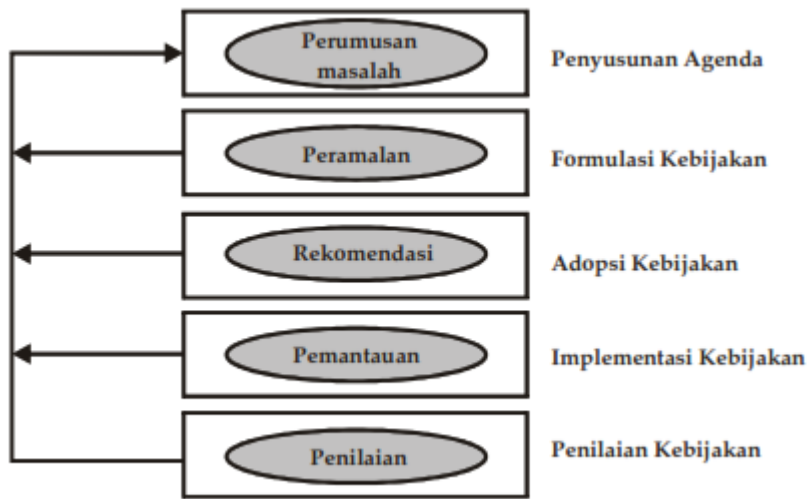 Perumusan
masalah
Penyusunan Agenda
Peramalan
Formulasi Kebijakan
Rekomendasi
Adopsi Kebijakan
Pemantauan
Implementasi Kebijakan
Penilaian
Penilaian Kebijakan